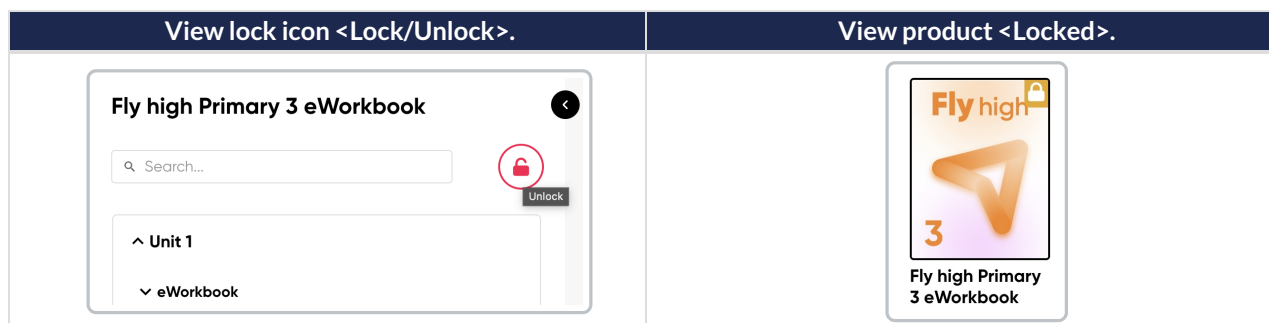 View lock icon <Lock/Unlock>.
View product <Locked>.
Fly high Primary 3 eWorkbook
Search...
Unlock
Unit 1
eWorkbook
Fly high
3
Fly high Primary
3 eWorkbook